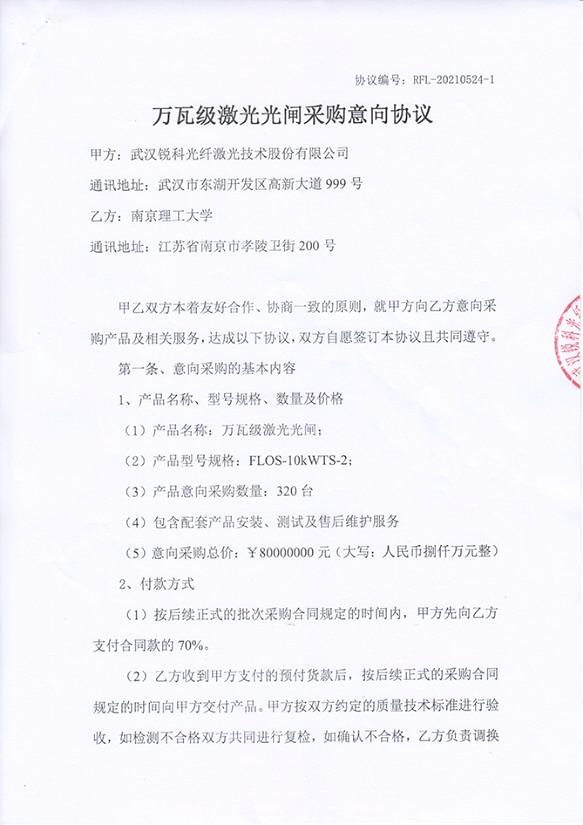 协议编号：RFL-20210524-1
万瓦级激光光闸采购意向协议
甲方：武汉锐科光纤激光技术股份有限公司
通讯地址：武汉市东湖开发区高新大道 999 号
乙方：南京理工大学
通讯地址：江苏省南京市孝陵卫街 200 号
甲乙双方本着友好合作、协商一致的原则，就甲方向乙方意向采
购产品及相关服务，达成以下协议，双方自愿签订本协议且共同遵守。
第一条、意向采购的基本内容
1、产品名称、型号规格、数量及价格
（1）产品名称：万瓦级激光光闸；
（2）产品型号规格：FLOS-10kWTS-2；
（3）产品意向采购数量：320 台
（4）包含配套产品安装、测试及售后维护服务
（5）意向采购总价：￥80000000 元（大写：人民币捌仟万元整）
2、付款方式
（1）按后续正式的批次采购合同规定的时间内，甲方先向乙方
支付合同款的 70%。
（2）乙方收到甲方支付的预付货款后，按后续正式的采购合同
规定的时间向甲方交付产品。甲方按双方约定的质量技术标准进行验
收，如检测不合格双方共同进行复检，如确认不合格，乙方负责调换